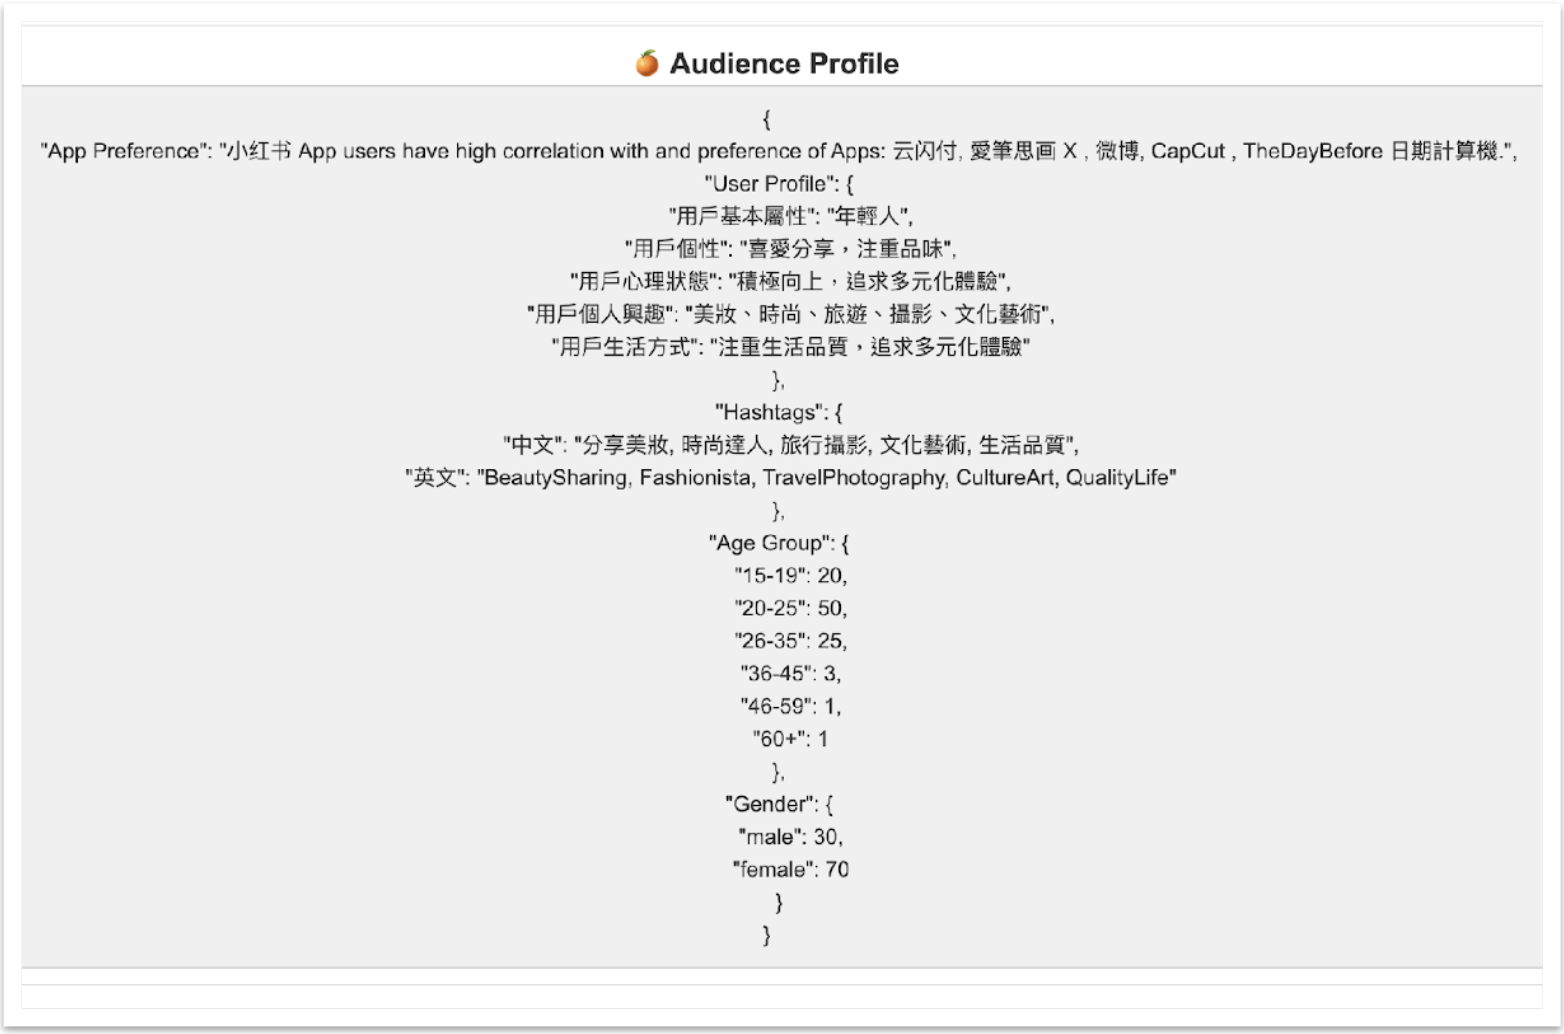 🍊 Audience Profile
{
"App Preference": "小红书 App users have high correlation with and preference of Apps: 云闪付, 愛筆思画 X , 微博, CapCut , TheDayBefore 日期計算機.",
"User Profile": {
"用戶基本屬性": "年輕人",
"用戶個性": "喜愛分享，注重品味",
"用戶心理狀態": "積極向上，追求多元化體驗",
"用戶個人興趣": "美妝、時尚、旅遊、攝影、文化藝術",
"用戶生活方式": "注重生活品質，追求多元化體驗"
},
"Hashtags": {
"中文": "分享美妝, 時尚達人, 旅行攝影, 文化藝術, 生活品質",
"英文": "BeautySharing, Fashionista, TravelPhotography, CultureArt, QualityLife"
},
"Age Group": {
"15-19": 20,
"20-25": 50,
"26-35": 25,
"36-45": 3,
"46-59": 1,
"60+": 1
},
"Gender": {
"male": 30,
"female": 70
}
}